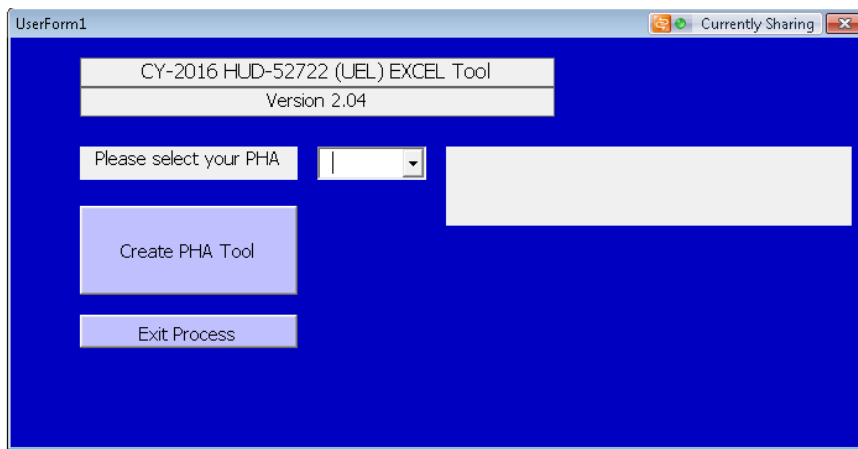 UserForm1
Currently Sharing
CY-2016 HUD-52722 (UEL) EXCEL Tool
Version 2.04
Please select your PHA
Create PHA Tool
Exit Process